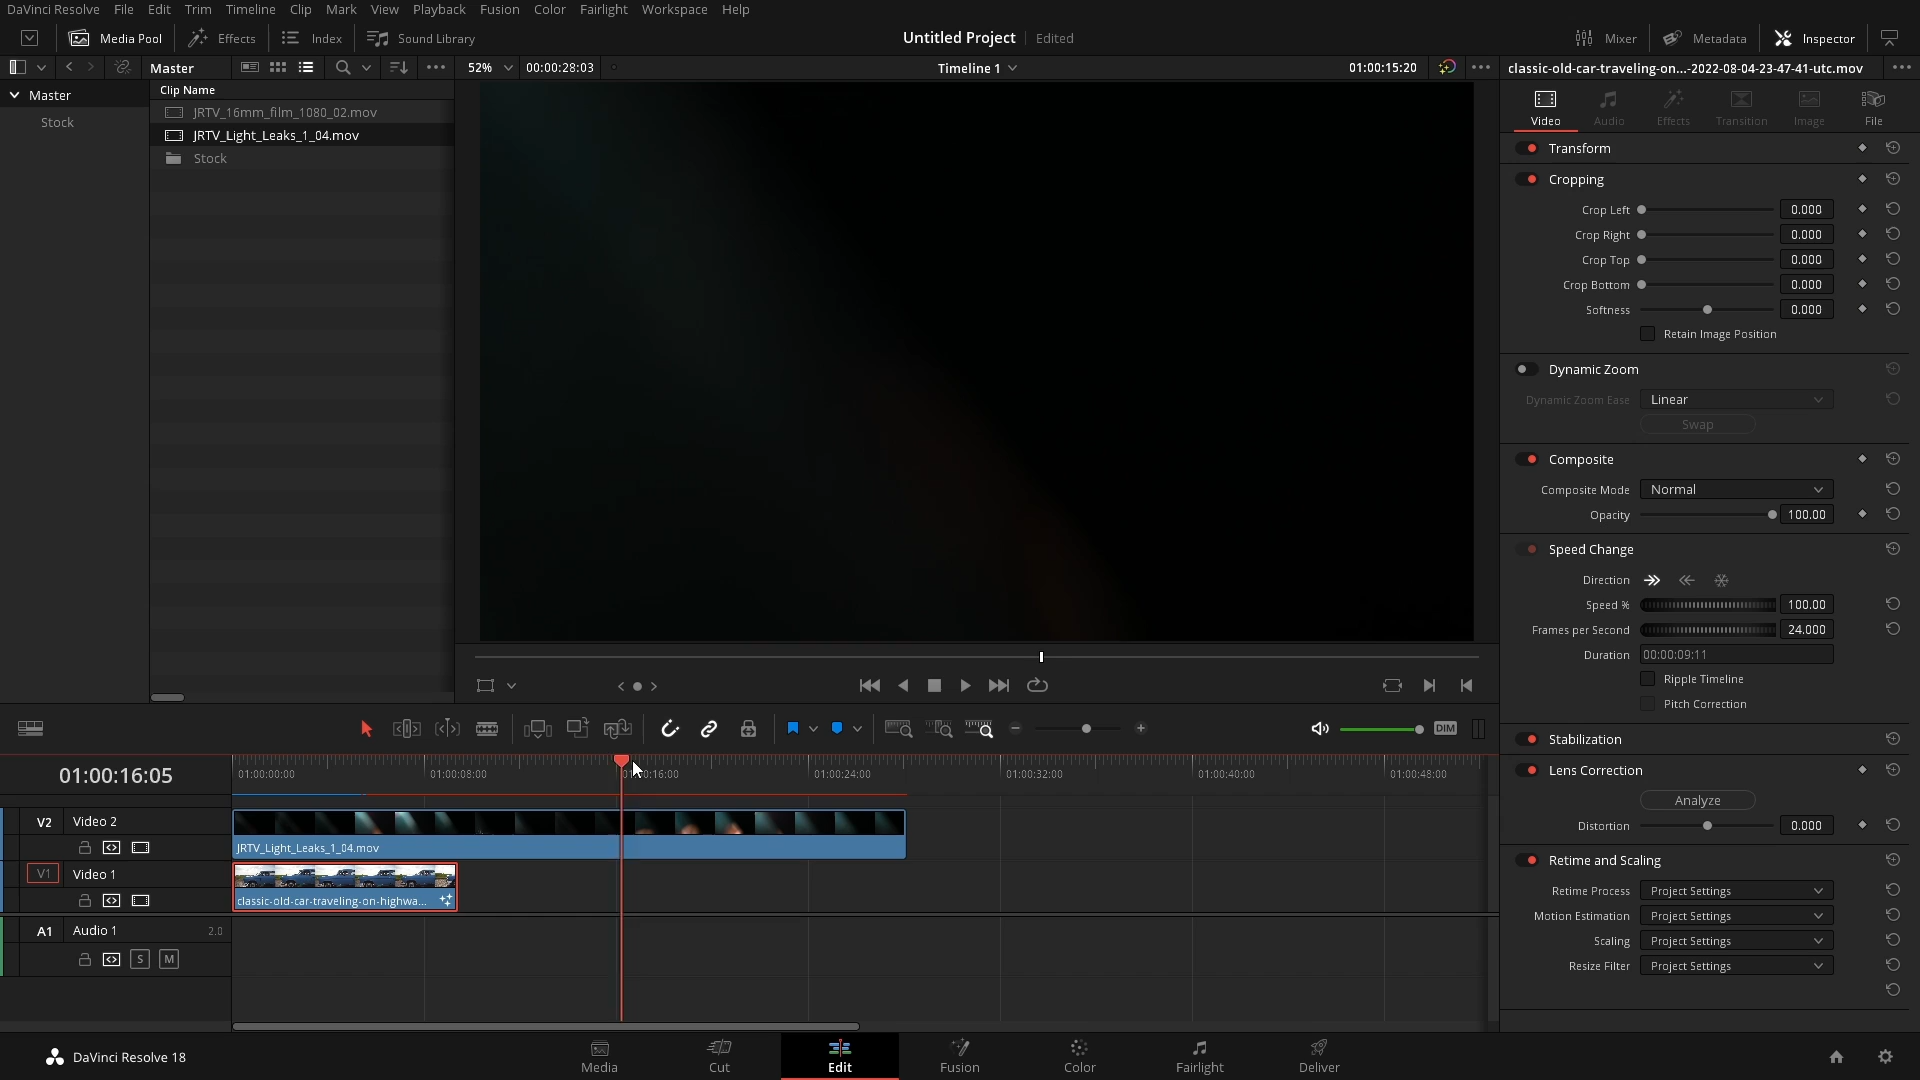 DaVinci Resolve File Edit Trim Timeline Clip Mark View Playback Fusion Color Fairlight Workspace Help
Media Pool Effects Index Sound Library Untitled Project Edited Mixer Metadata Inspector
Master 52% 00:00:28:03 Timeline 1 01:00:15:20 classic-old-car-traveling-on...-2022-08-04-23-47-41-utc.mov
Master
Stock
Clip Name
JRTV_16mm_film_1080_02.mov
JRTV_Light_Leaks_1_04.mov
Stock
Video Audio Effects Transition Image File
Transform
Cropping
Crop Left 0.000
Crop Right 0.000
Crop Top 0.000
Crop Bottom 0.000
Softness 0.000
Retain Image Position
Dynamic Zoom
Dynamic Zoom Ease Linear
Swap
Composite
Composite Mode Normal
Opacity 100.00
Speed Change
Direction
Speed % 100.00
Frames per Second 24.000
Duration 00:00:09:11
Ripple Timeline
Pitch Correction
Stabilization
Lens Correction
Analyze
Distortion 0.000
Retime and Scaling
Retime Process Project Settings
Motion Estimation Project Settings
Scaling Project Settings
Resize Filter Project Settings
DIM
01:00:16:05 01:00:00:00 01:00:08:00 01:00:16:00 01:00:24:00 01:00:32:00 01:00:40:00 01:00:48:00
V2 Video 2
JRTV_Light_Leaks_1_04.mov
V1 Video 1
classic-old-car-traveling-on-highwa...
A1 Audio 1 2.0
S M
DaVinci Resolve 18 Media Cut Edit Fusion Color Fairlight Deliver